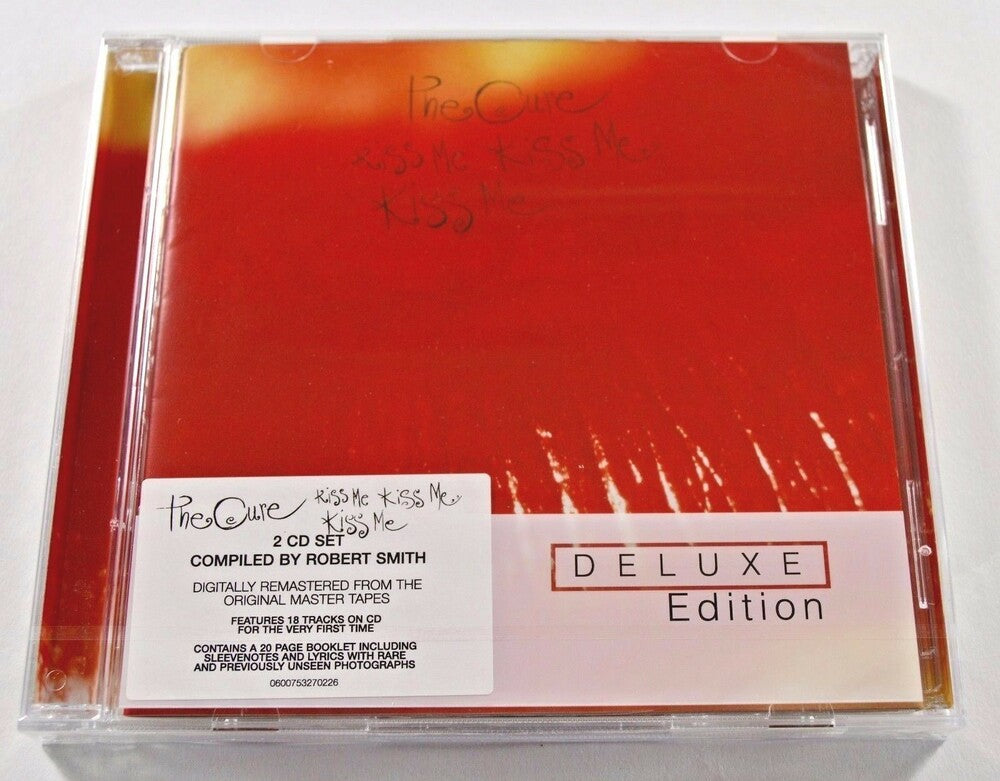 The Cure
Kiss Me Kiss Me
Kiss Me
The Cure Kiss Me Kiss Me
Kiss Me
2 CD SET
COMPILED BY ROBERT SMITH
DIGITALLY REMASTERED FROM THE
ORIGINAL MASTER TAPES
FEATURES 18 TRACKS ON CD
FOR THE VERY FIRST TIME
CONTAINS A 20 PAGE BOOKLET INCLUDING
SLEEVENOTES AND LYRICS WITH RARE
AND PREVIOUSLY UNSEEN PHOTOGRAPHS
0600753270226
DELUXE
Edition